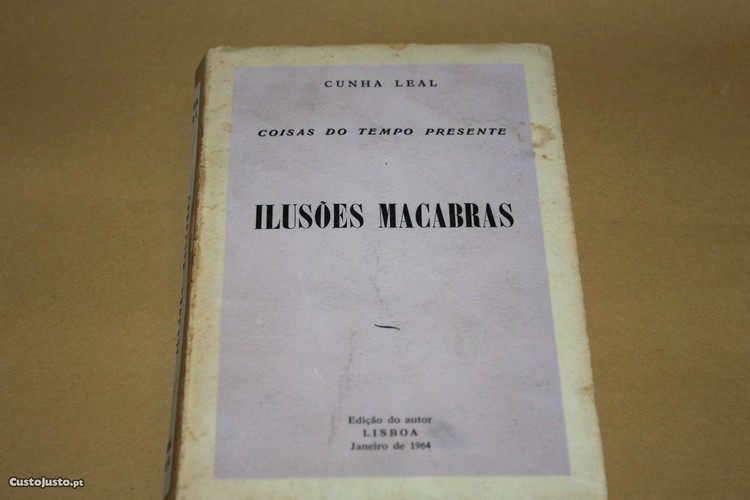 CUNHA LEAL
COISAS DO TEMPO PRESENTE
ILUSÕES MACABRAS
Edição do autor
LISBOA
Janeiro de 1964
CustoJusto.pt